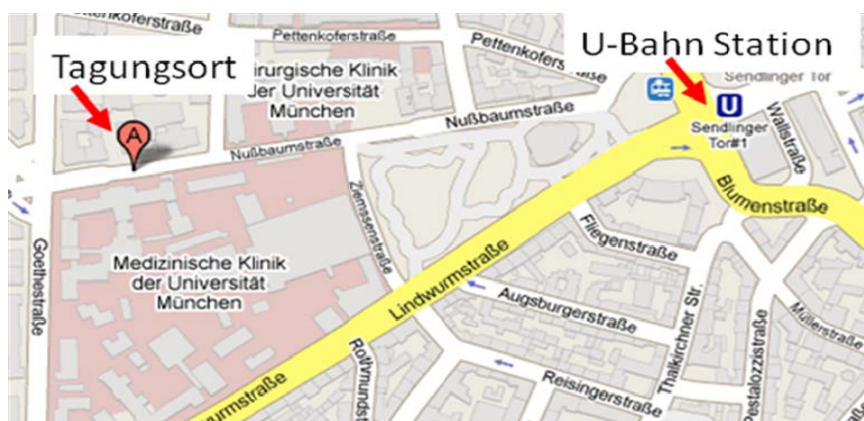 Pettenkoferstraße
Pettenkoferstraße
Pettenkoferstraße
Tagungsort
U-Bahn Station
Sendlinger Tor
irurgische Klinik
der Universität
München
Nußbaumstraße
Nußbaumstraße
A
U
Sendlinger
Tor#1
Wallstraße
Blumenstraße
Ziemssenstraße
Goethestraße
Medizinische Klinik
der Universität
München
Lindwurmstraße
Fliegenstraße
Augsburgerstraße
Thalkirchner Str.
Müllerstraße
Pestalozzistraße
Reisingerstraße
Rothmundst
wurmstraße